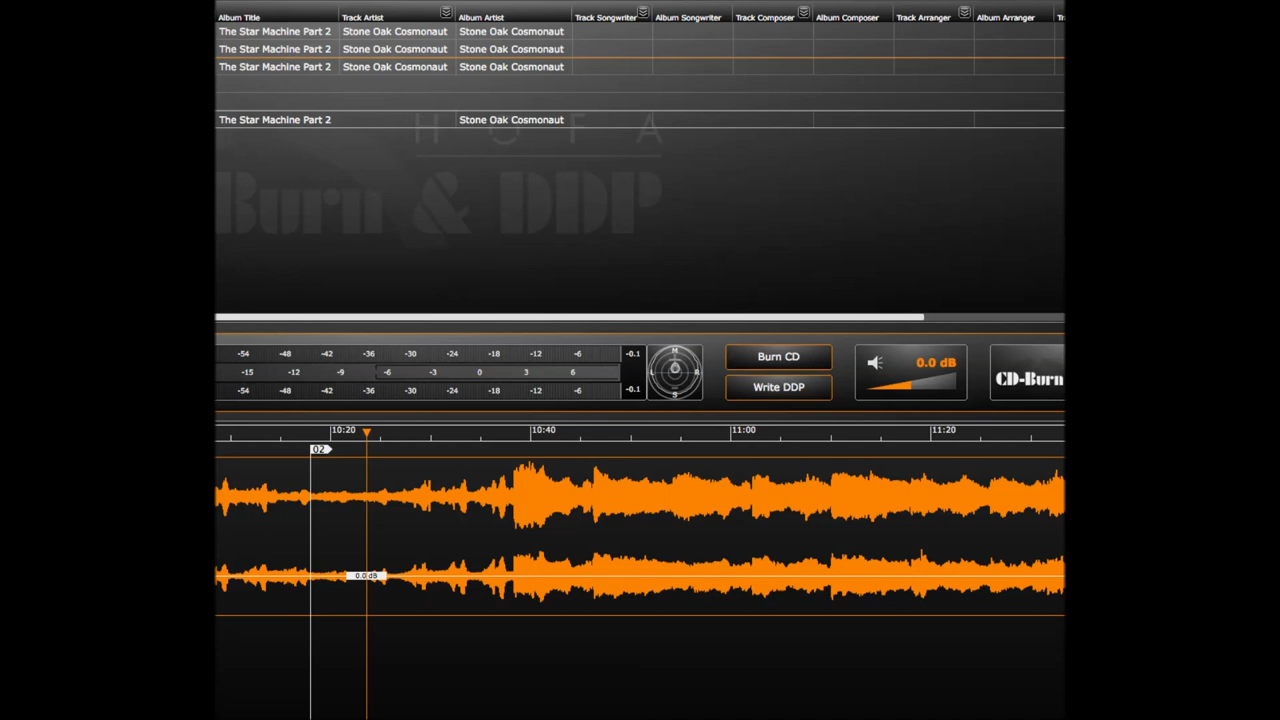 Album Title Track Artist Album Artist Track Songwriter Album Songwriter Track Composer Album Composer Track Arranger Album Arranger
The Star Machine Part 2 Stone Oak Cosmonaut Stone Oak Cosmonaut
The Star Machine Part 2 Stone Oak Cosmonaut Stone Oak Cosmonaut
The Star Machine Part 2 Stone Oak Cosmonaut Stone Oak Cosmonaut
The Star Machine Part 2 Stone Oak Cosmonaut
HOFA
Burn & DDP
-54 -48 -42 -36 -30 -24 -18 -12 -6 -0.1
M
Burn CD
0.0 dB
-15 -12 -9 -6 -3 0 3 6
L R
CD-Burn
-54 -48 -42 -36 -30 -24 -18 -12 -6 -0.1
S
Write DDP
10:20 10:40 11:00 11:20
02
0.0 dB